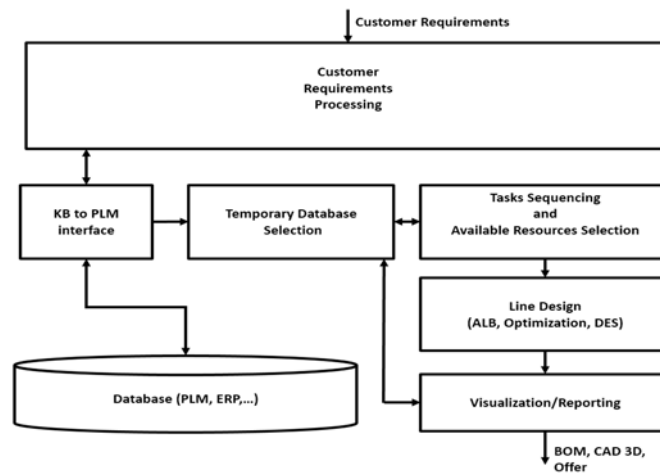 Customer Requirements
Customer
Requirements
Processing
KB to PLM
interface
Temporary Database
Selection
Tasks Sequencing
and
Available Resources Selection
Line Design
(ALB, Optimization, DES)
Database (PLM, ERP,...)
Visualization/Reporting
BOM, CAD 3D,
Offer